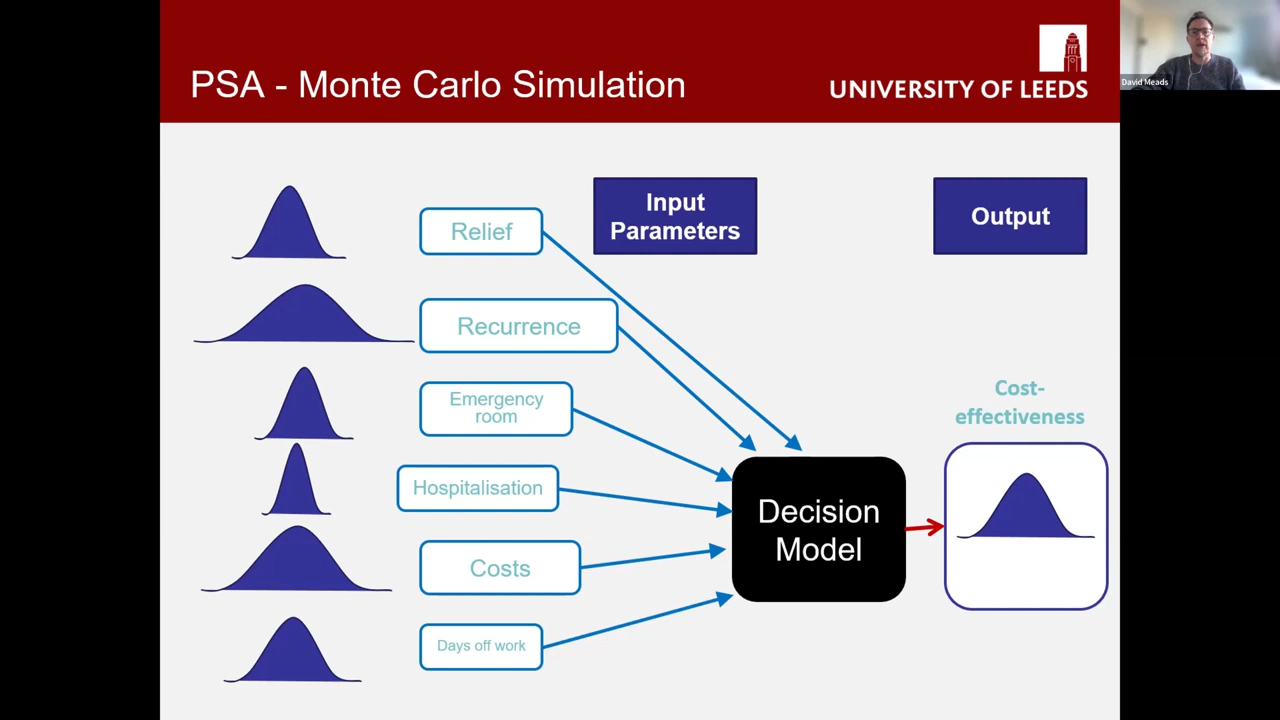 PSA - Monte Carlo Simulation
UNIVERSITY OF LEEDS
David Meads
Input
Parameters
Output
Relief
Recurrence
Emergency
room
Hospitalisation
Costs
Days off work
Decision
Model
Cost-
effectiveness